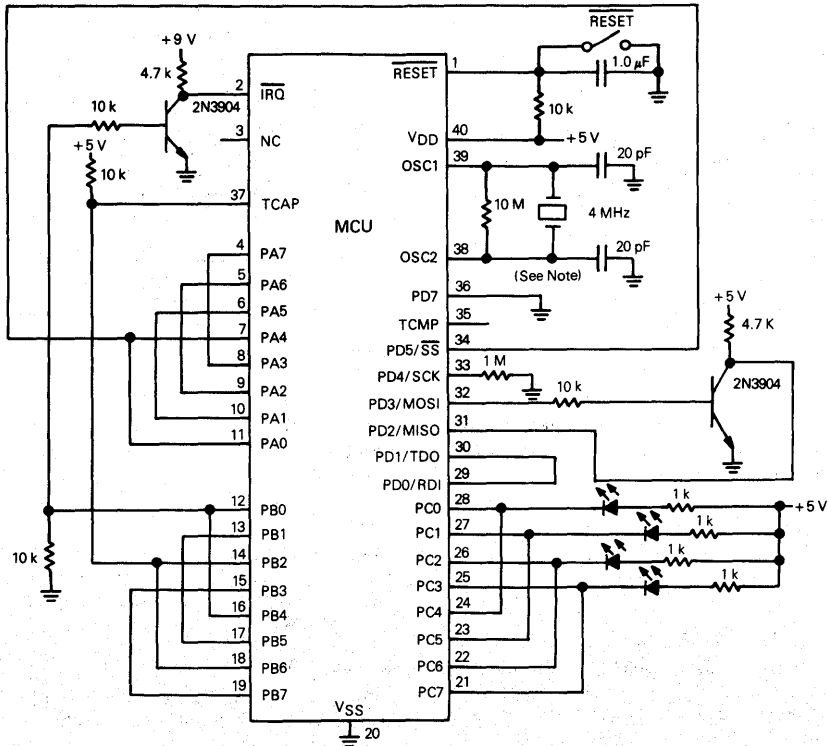 +9 V
4.7 k
2N3904
10 k
+5 V
10 k
10 k
MCU
2
IRQ
3
NC
37
TCAP
4
PA7
5
PA6
6
PA5
7
PA4
8
PA3
9
PA2
10
PA1
11
PA0
12
PB0
13
PB1
14
PB2
15
PB3
16
PB4
17
PB5
18
PB6
19
PB7
VSS
20
RESET
1
RESET
1.0 µF
10 k
VDD
40
+5 V
OSC1
39
20 pF
10 M
4 MHz
OSC2
38
20 pF
(See Note)
PD7
36
TCMP
35
PD5/SS
34
PD4/SCK
33
1 M
PD3/MOSI
32
10 k
+5 V
4.7 K
2N3904
PD2/MISO
31
PD1/TDO
30
PD0/RDI
29
PC0
28
1 k
+5 V
PC1
27
1 k
PC2
26
1 k
PC3
25
1 k
PC4
24
PC5
23
PC6
22
PC7
21